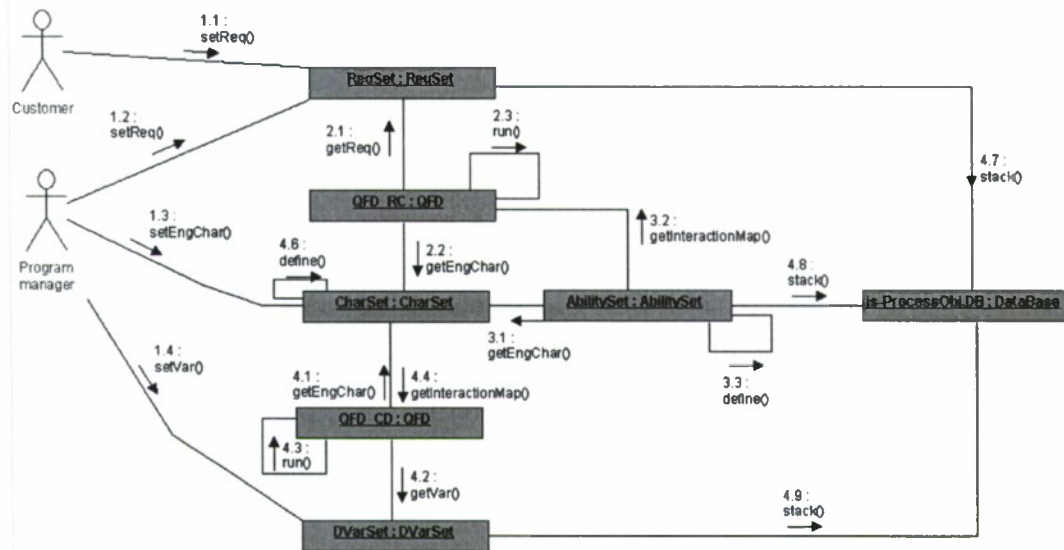 1.1 :
setReq()
Customer
ReqSet : ReqSet
1.2 :
setReq()
2.1 :
getReq()
2.3 :
run()
4.7 :
stack()
QFD_RC : QFD
Program
manager
1.3 :
setEngChar()
4.6 :
define()
2.2 :
getEngChar()
3.2 :
getInteractionMap()
4.8 :
stack()
CharSet : CharSet
AbilitySet : AbilitySet
is-ProcessObj.DB : DataBase
3.1 :
getEngChar()
3.3 :
define()
1.4 :
setVar()
4.1 :
getEngChar()
4.4 :
getInteractionMap()
QFD_CD : QFD
4.3 :
run()
4.2 :
getVar()
4.9 :
stack()
DVarSet : DVarSet